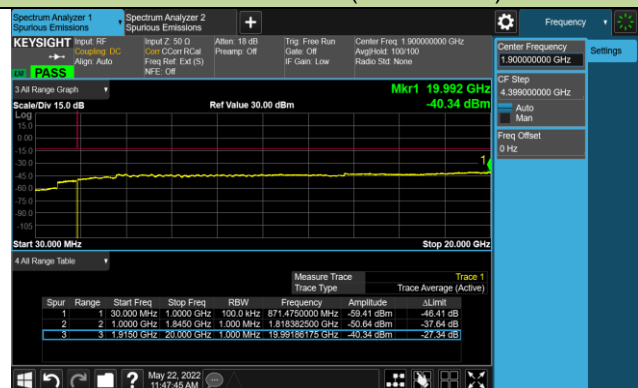 Spectrum Analyzer 1
Spurious Emissions
Spectrum Analyzer 2
Spurious Emissions
+
Frequency
KEYSIGHT
Input: RF
Coupling: DC
Align: Auto
Input Z: 50 Ω
Corr CCorr RCal
Freq Ref: Ext (S)
NFE: Off
Atten: 18 dB
Preamp: Off
Trig: Free Run
Gate: Off
IF Gain: Low
Center Freq: 1.900000000 GHz
Avg|Hold: 100/100
Radio Std: None
PASS
Center Frequency
1.900000000 GHz
Settings
CF Step
4.399000000 GHz
Auto
Man
Freq Offset
0 Hz
3 All Range Graph
Mkr1 19.992 GHz
Scale/Div 15.0 dB
Ref Value 30.00 dBm
-40.34 dBm
Log
15.0
0.00
-15.0
-30.0
-45.0
-60.0
-75.0
-90.0
-105
1
Start 30.000 MHz
Stop 20.000 GHz
4 All Range Table
Measure Trace Trace 1
Trace Type Trace Average (Active)
Spur Range Start Freq Stop Freq RBW Frequency Amplitude ΔLimit
1 1 30.000 MHz 1.0000 GHz 100.0 kHz 871.4750000 MHz -59.41 dBm -46.41 dB
2 2 1.0000 GHz 1.8450 GHz 1.000 MHz 1.818382500 GHz -50.64 dBm -37.64 dB
3 3 1.9150 GHz 20.000 GHz 1.000 MHz 19.99186175 GHz -40.34 dBm -27.34 dB
?
May 22, 2022
11:47:45 AM